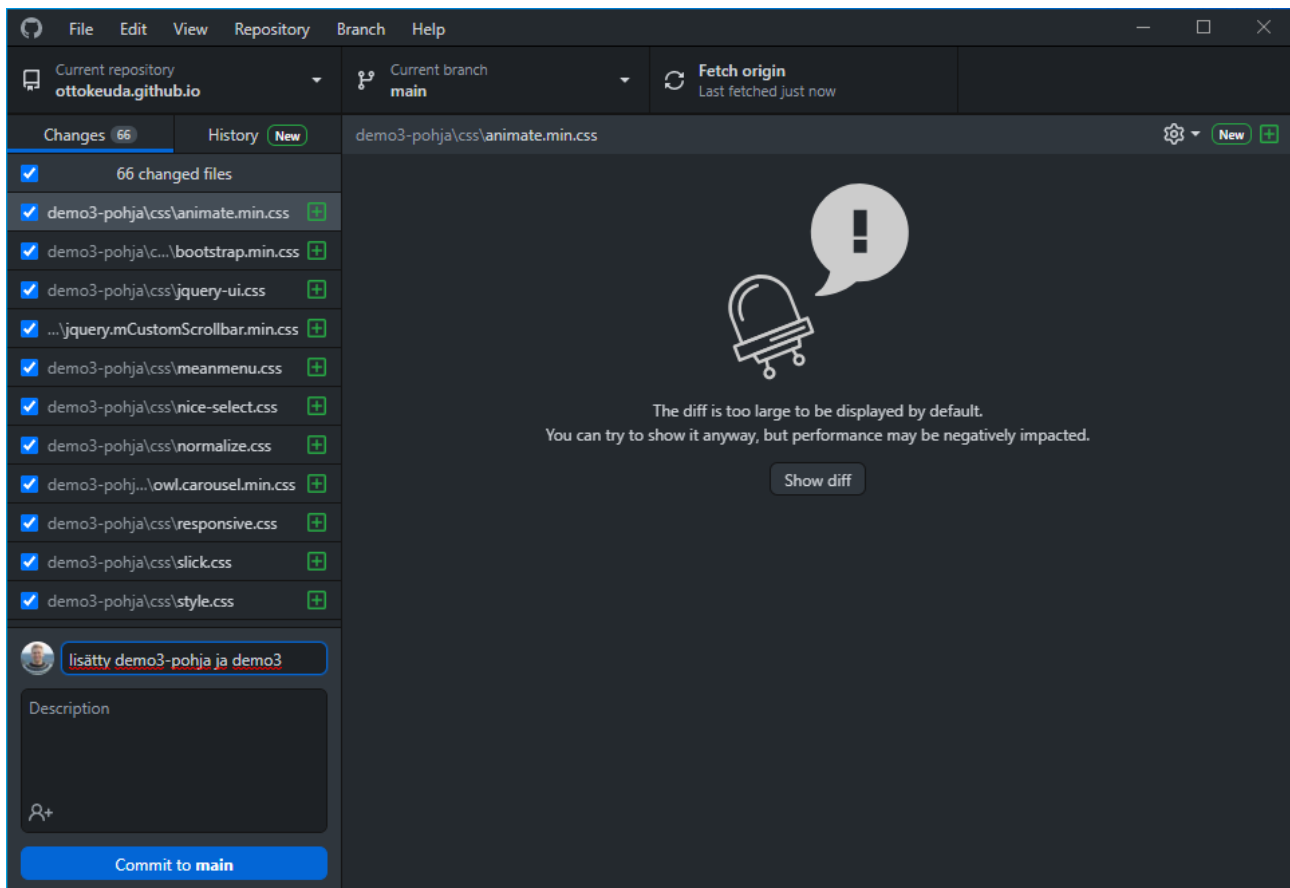 File Edit View Repository Branch Help
Current repository
ottokeuda.github.io
Current branch
main
Fetch origin
Last fetched just now
Changes 66
History New
demo3-pohja\css\animate.min.css
New
66 changed files
demo3-pohja\css\animate.min.css
demo3-pohja\c...\bootstrap.min.css
demo3-pohja\css\jquery-ui.css
...\jquery.mCustomScrollbar.min.css
demo3-pohja\css\meanmenu.css
demo3-pohja\css\nice-select.css
demo3-pohja\css\normalize.css
demo3-pohj...\owl.carousel.min.css
demo3-pohja\css\responsive.css
demo3-pohja\css\slick.css
demo3-pohja\css\style.css
lisätty demo3-pohja ja demo3
Description
Commit to main
!
The diff is too large to be displayed by default.
You can try to show it anyway, but performance may be negatively impacted.
Show diff